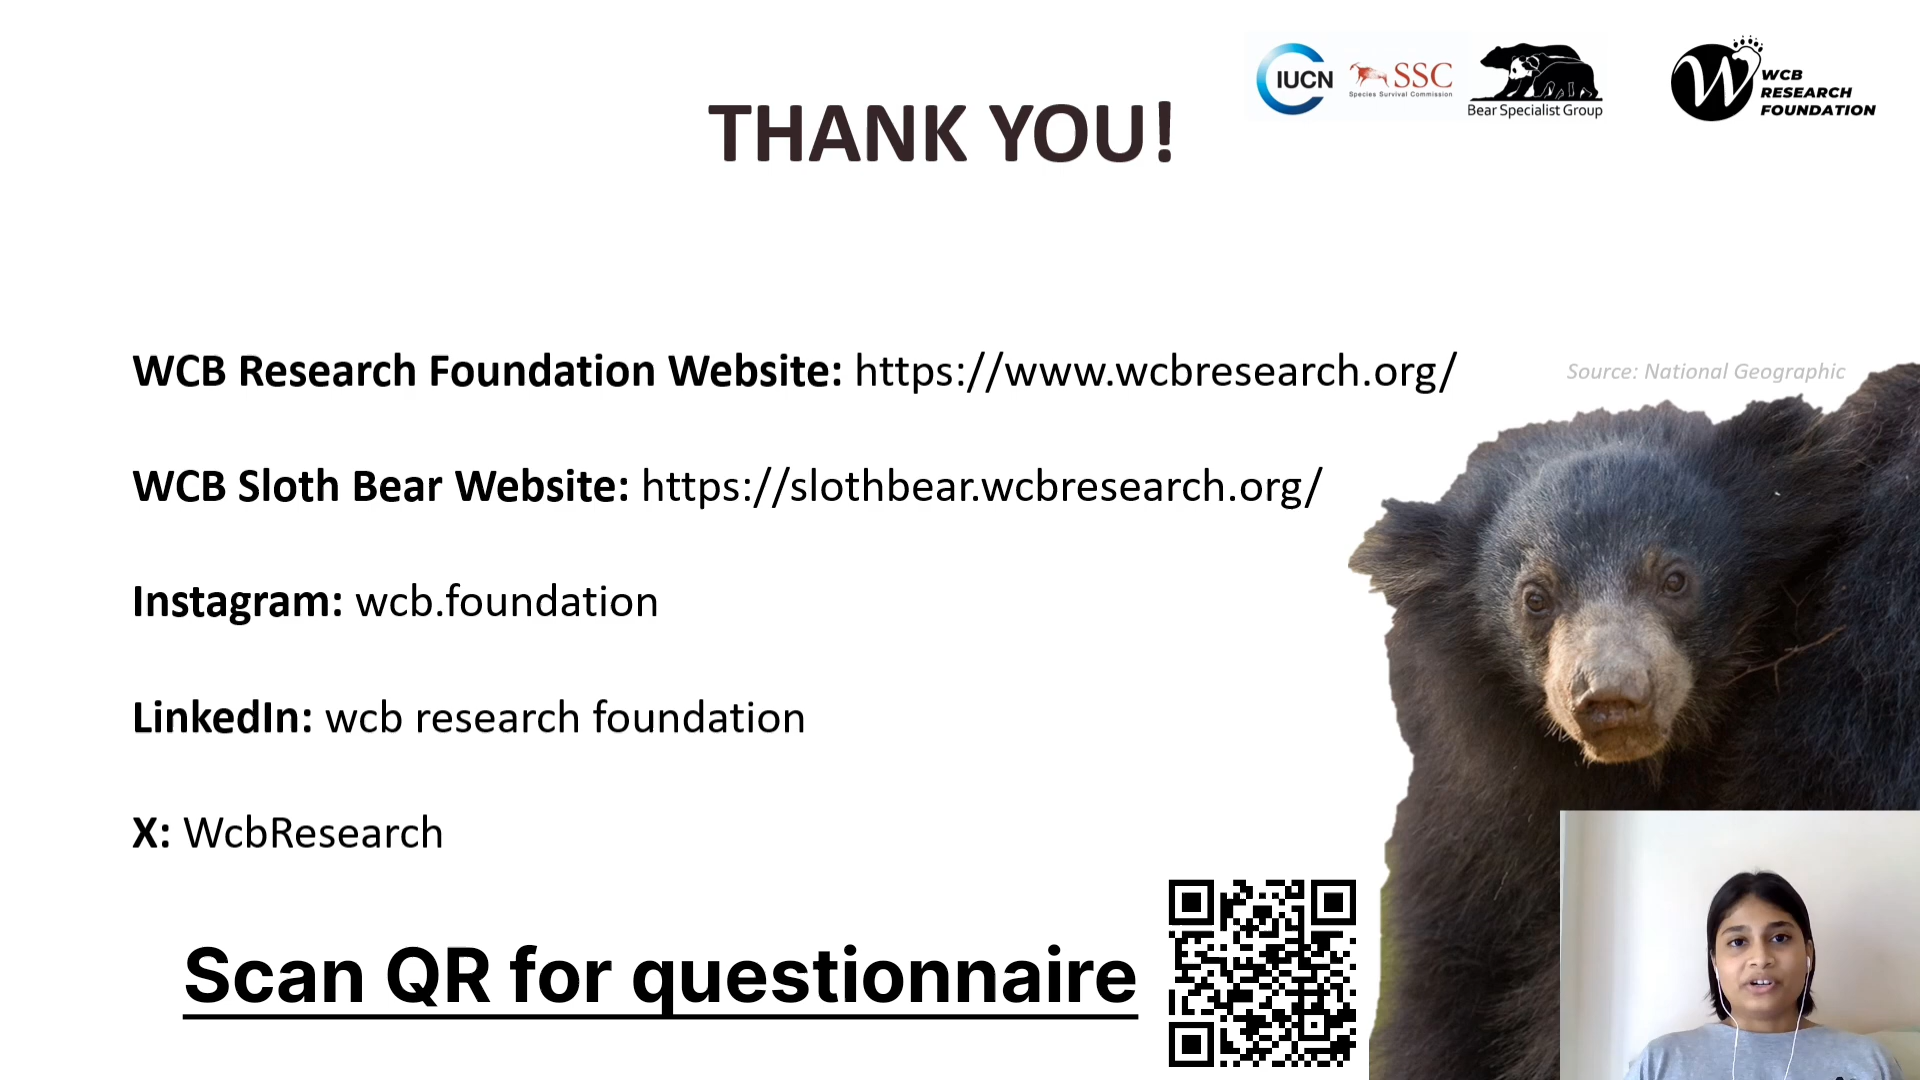 IUCN
SSC
Species Survival Commission
Bear Specialist Group
W
WCB
RESEARCH
FOUNDATION
THANK YOU!
WCB Research Foundation Website: https://www.wcbresearch.org/
Source: National Geographic
WCB Sloth Bear Website: https://slothbear.wcbresearch.org/
Instagram: wcb.foundation
LinkedIn: wcb research foundation
X: WcbResearch
Scan QR for questionnaire